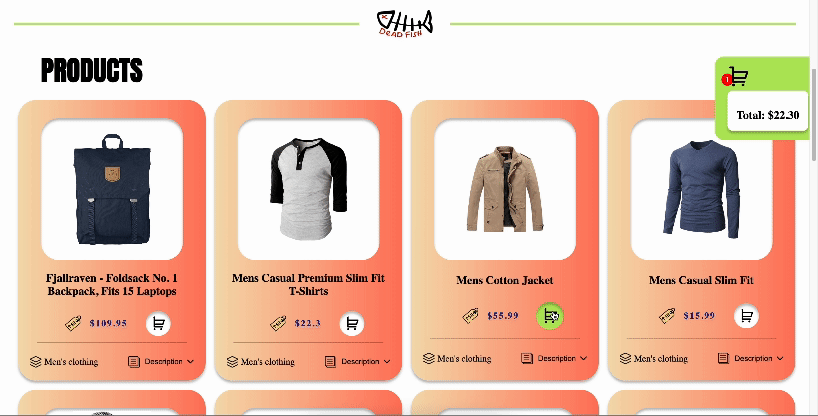 DEAD FISH
PRODUCTS
1
Total: $22.30
Fjallraven - Foldsack No. 1
Backpack, Fits 15 Laptops
$109.95
Men's clothing
Description
Mens Casual Premium Slim Fit
T-Shirts
$22.3
Men's clothing
Description
Mens Cotton Jacket
$55.99
Men's clothing
Description
Mens Casual Slim Fit
$15.99
Men's clothing
Description